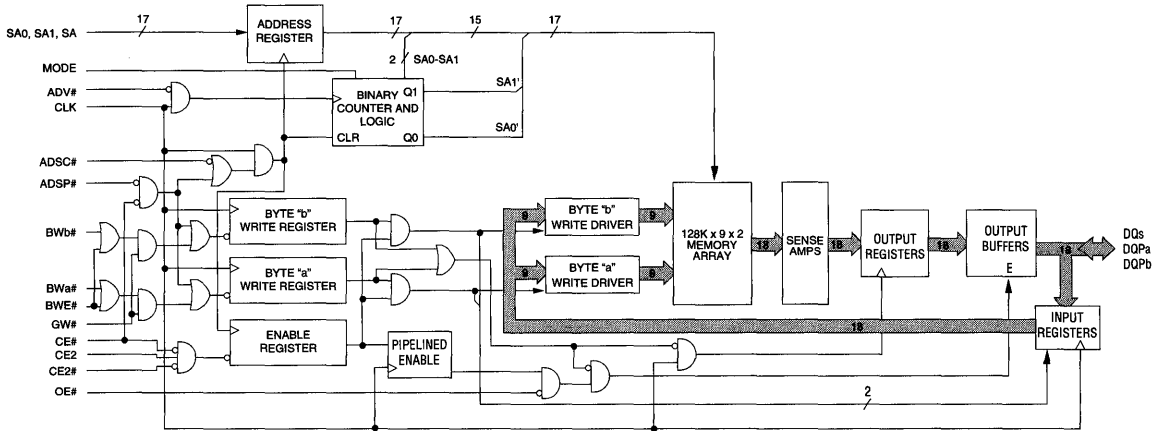 SA0, SA1, SA
17
ADDRESS
REGISTER
17
15
17
2
SA0-SA1
MODE
ADV#
CLK
BINARY
COUNTER AND
LOGIC
Q1
CLR
Q0
SA1'
SA0'
ADSC#
ADSP#
BWb#
BWa#
BWE#
GW#
CE#
CE2
CE2#
OE#
BYTE "b"
WRITE REGISTER
BYTE "a"
WRITE REGISTER
ENABLE
REGISTER
PIPELINED
ENABLE
9
BYTE "b"
WRITE DRIVER
9
9
BYTE "a"
WRITE DRIVER
9
128K x 9 x 2
MEMORY
ARRAY
18
SENSE
AMPS
18
OUTPUT
REGISTERS
18
OUTPUT
BUFFERS
E
18
DQs
DQPa
DQPb
INPUT
REGISTERS
18
2